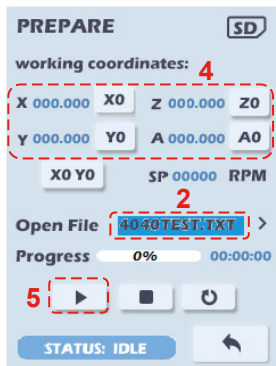 PREPARE SD
working coordinates:
4
X 000.000 X0 Z 000.000 Z0
Y 000.000 Y0 A 000.000 A0
X0 Y0 SP 00000 RPM
2
Open File 4040TEST.TXT >
Progress 0% 00:00:00
5
STATUS: IDLE